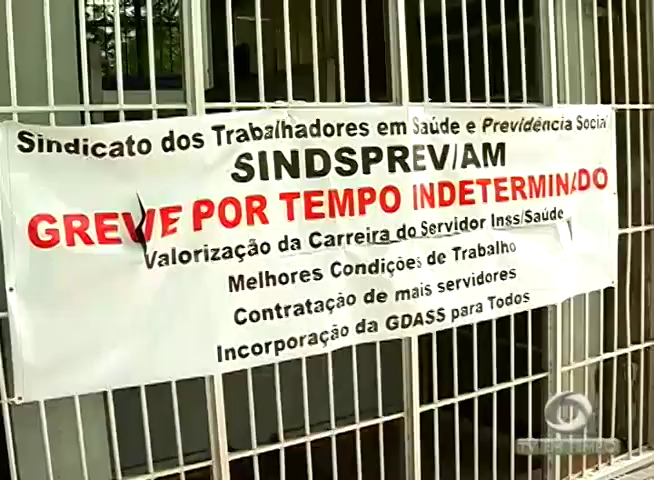 Sindicato dos Trabalhadores em Saúde e Previdência Social
SINDSPREV/AM
GREVE POR TEMPO INDETERMINADO
Valorização da Carreira do Servidor Inss/Saúde
Melhores Condições de Trabalho
Contratação de mais servidores
Incorporação da GDASS para Todos